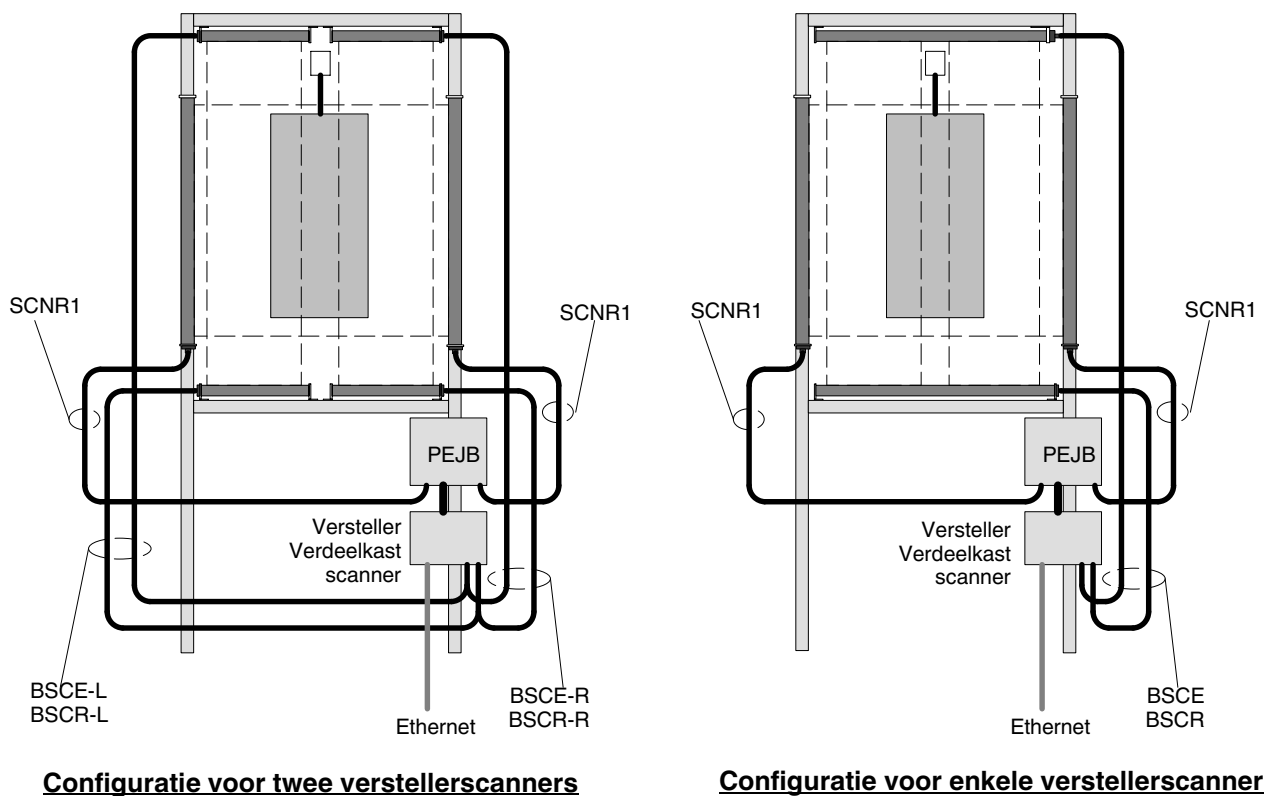 SCNR1
SCNR1
PEJB
Versteller
Verdeelkast
scanner
BSCE-L
BSCR-L
BSCE-R
BSCR-R
Ethernet
Configuratie voor twee verstellerscanners
SCNR1
SCNR1
PEJB
Versteller
Verdeelkast
scanner
BSCE
BSCR
Ethernet
Configuratie voor enkele verstellerscanner